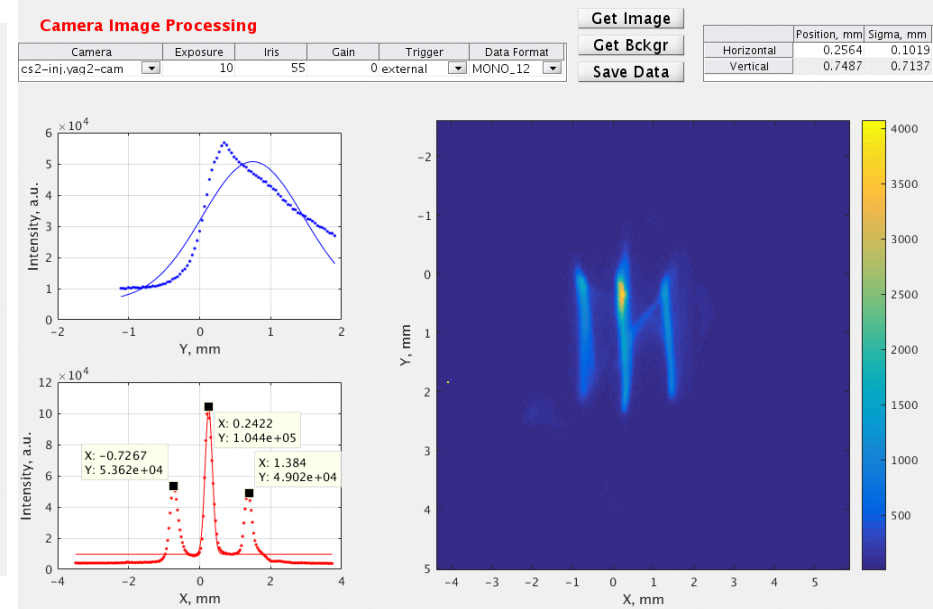 Camera Image Processing
Get Image
Get Bckgr
Save Data
Camera Exposure Iris Gain Trigger Data Format
cs2-inj.yag2-cam 10 55 0 external MONO_12
Position, mm Sigma, mm
Horizontal 0.2564 0.1019
Vertical 0.7487 0.7137
×10⁴
6
5
4
3
2
1
0
-2 -1 0 1 2
Intensity, a.u.
Y, mm
×10⁴
12
10
8
6
4
2
0
-4 -2 0 2 4
Intensity, a.u.
X, mm
X: -0.7267
Y: 5.362e+04
X: 0.2422
Y: 1.044e+05
X: 1.384
Y: 4.902e+04
-2
-1
0
1
2
3
4
5
-4 -3 -2 -1 0 1 2 3 4 5
Y, mm
X, mm
4000
3500
3000
2500
2000
1500
1000
500